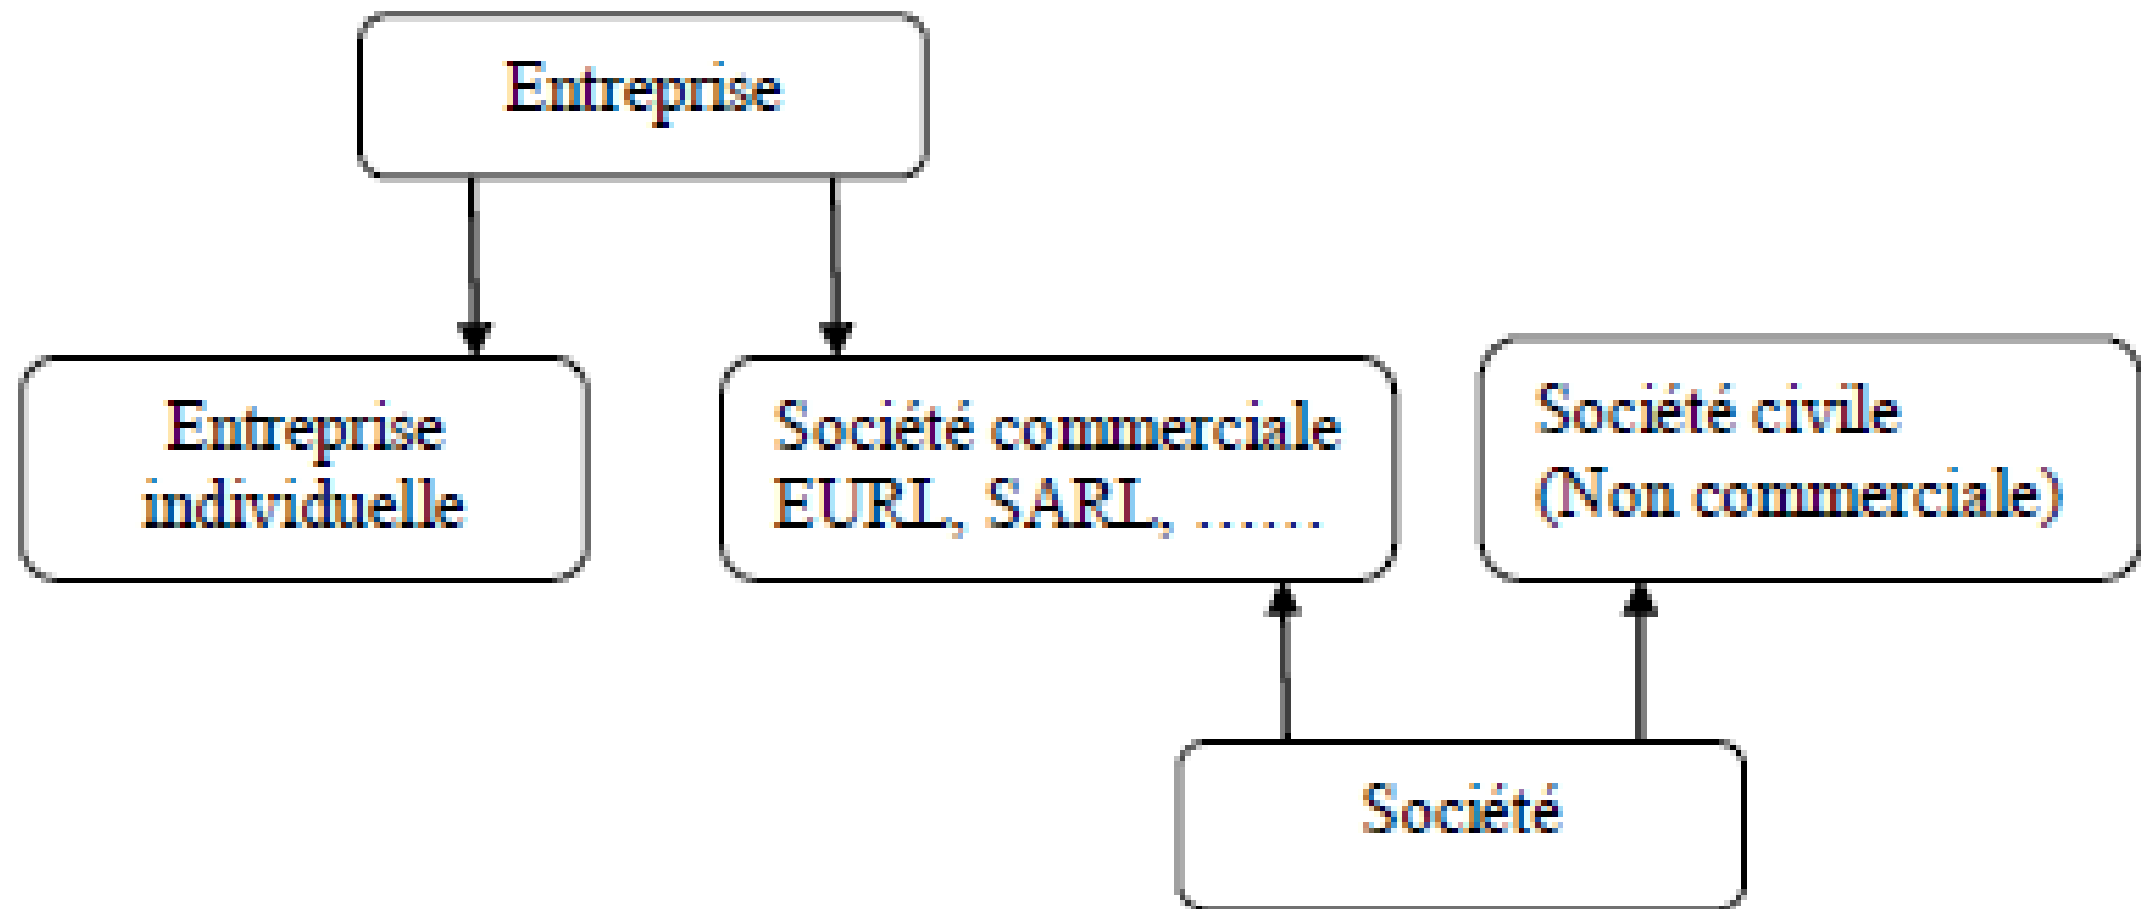 Entreprise
Entreprise
individuelle
Société commerciale
EURL, SARL, ......
Société civile
(Non commerciale)
Société